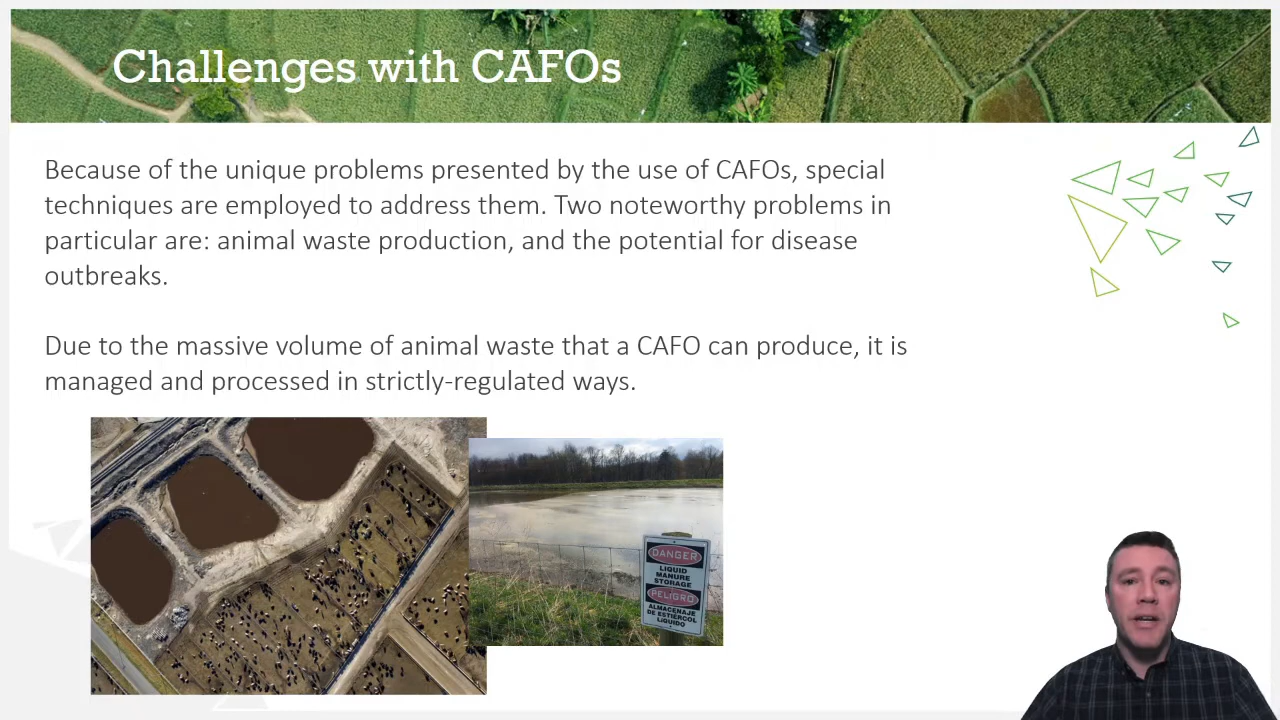 Challenges with CAFOs
Because of the unique problems presented by the use of CAFOs, special
techniques are employed to address them. Two noteworthy problems in
particular are: animal waste production, and the potential for disease
outbreaks.
Due to the massive volume of animal waste that a CAFO can produce, it is
managed and processed in strictly-regulated ways.
DANGER
LIQUID
MANURE
STORAGE
PELIGRO
ALMACENAJE
DE ESTIÉRCOL
LIQUIDO